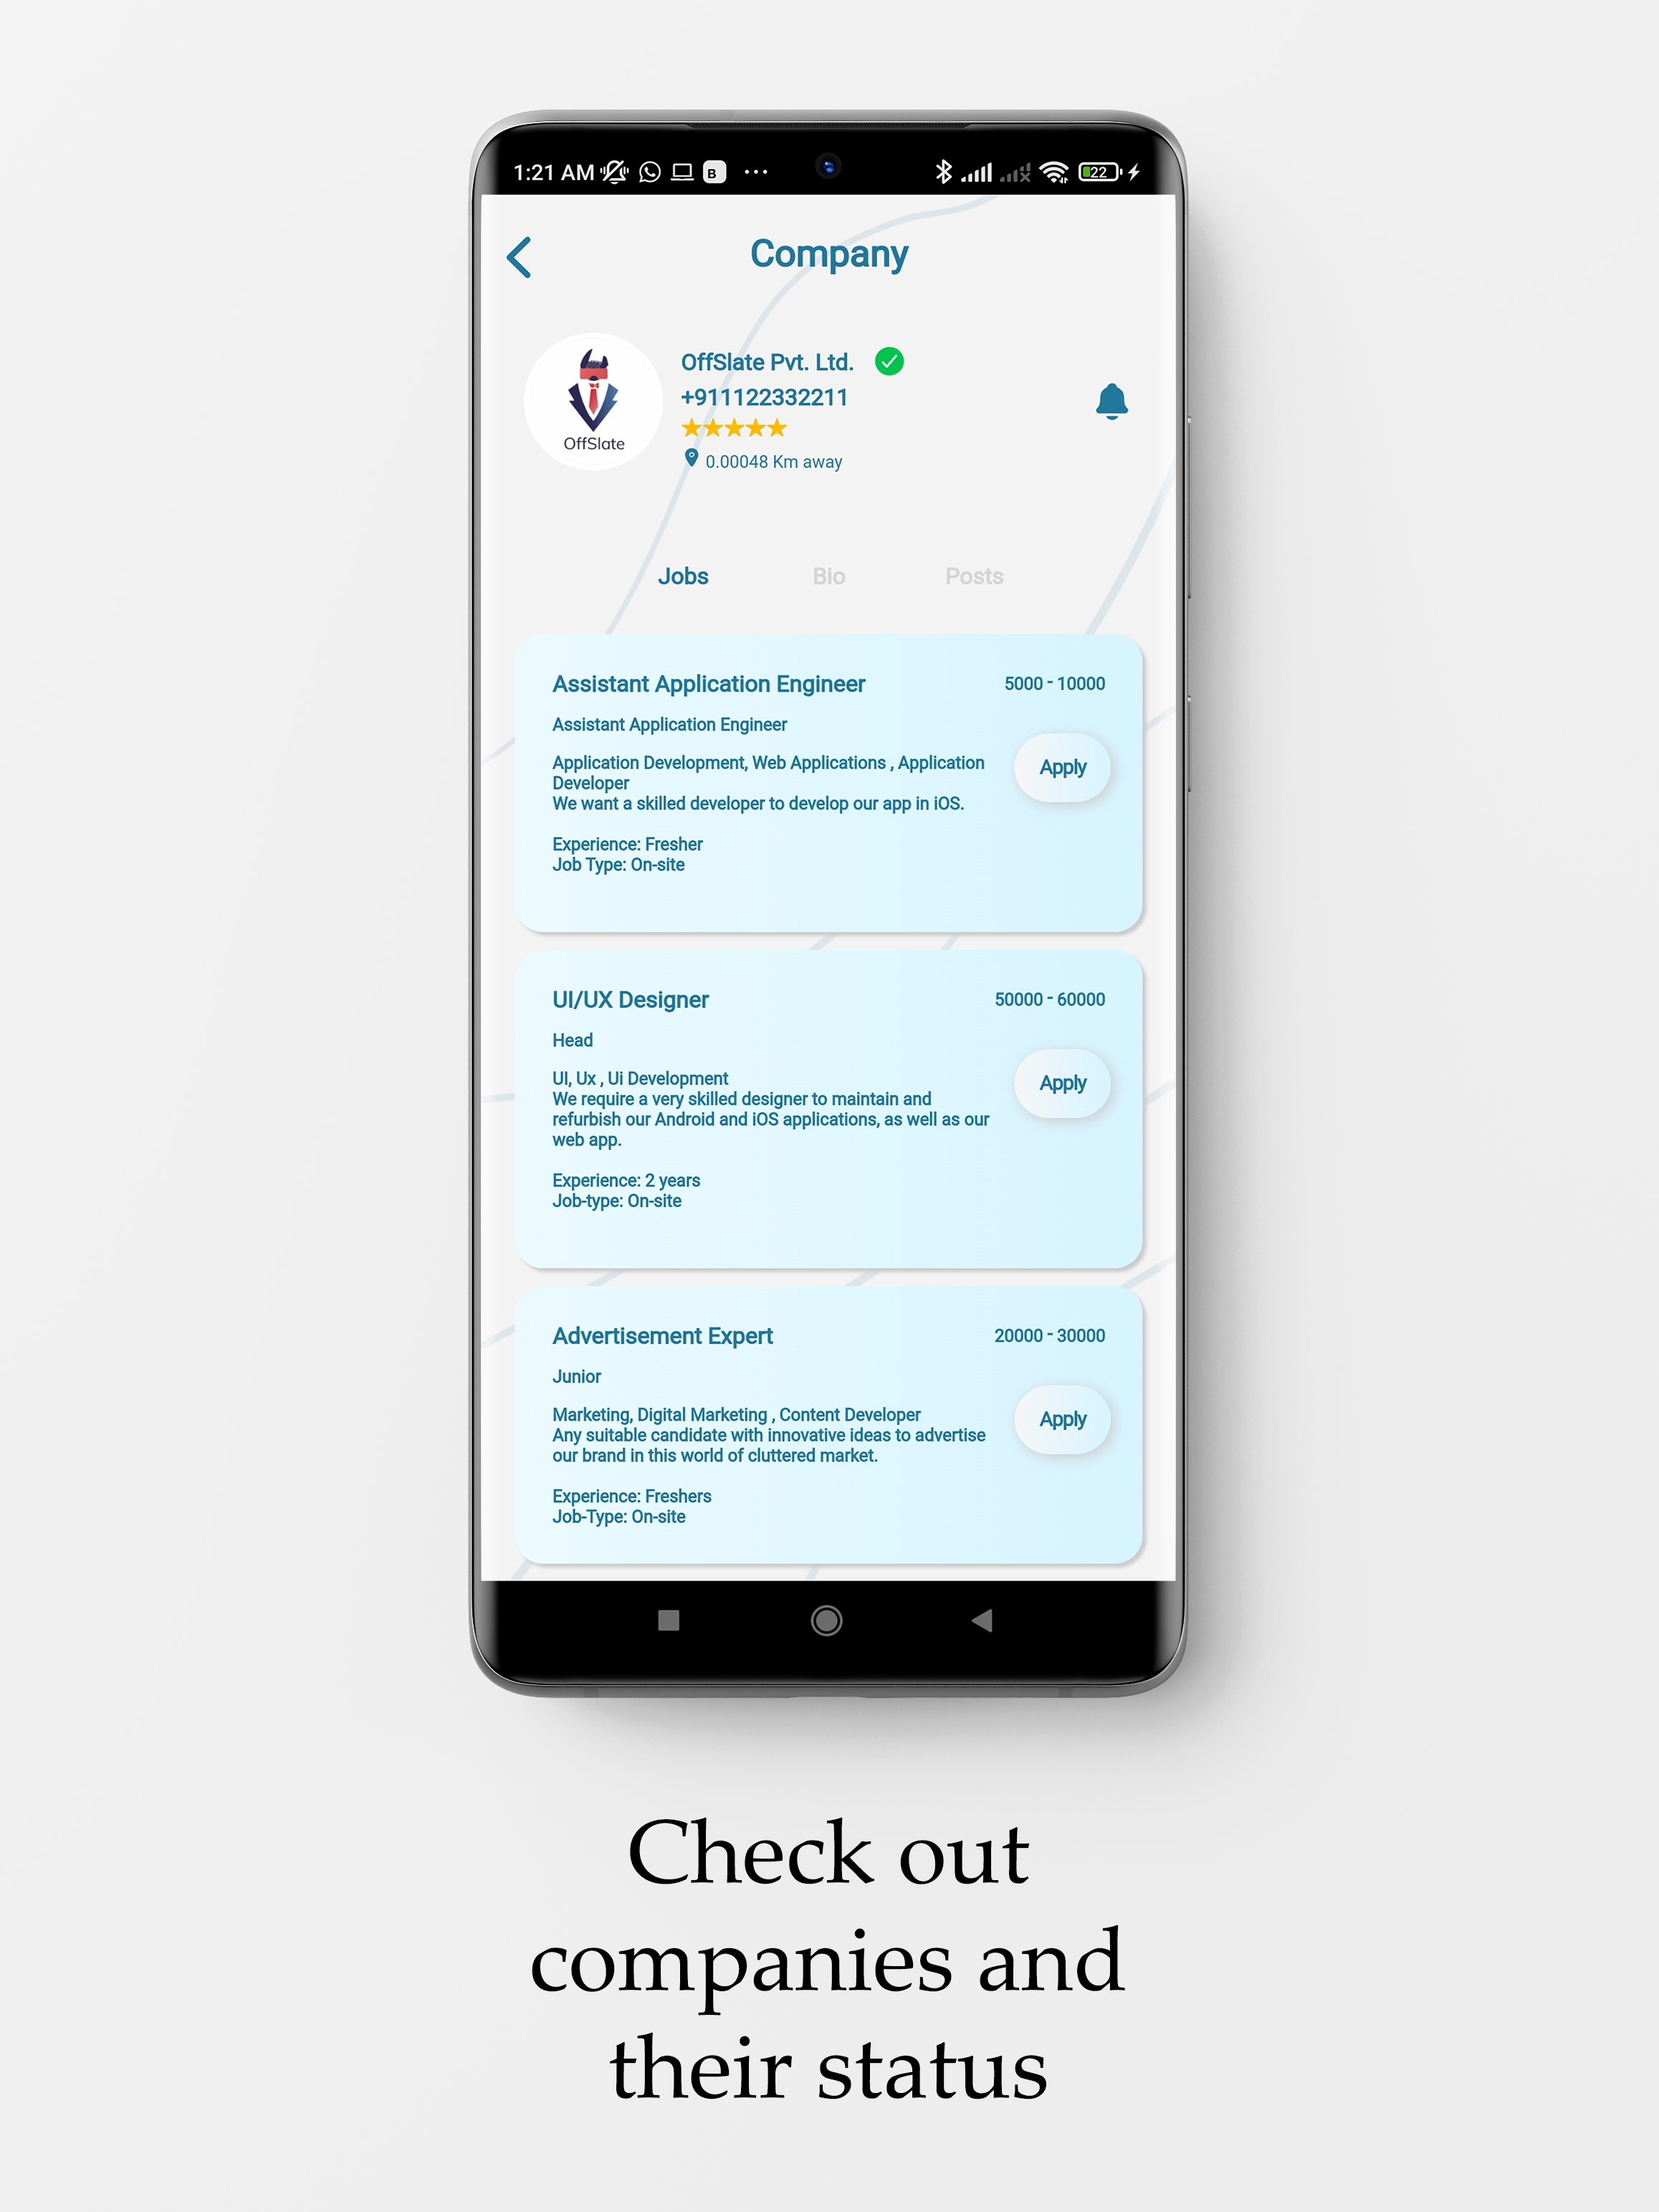 1:21 AM
B
22
Company
OffSlate Pvt. Ltd.
+911122332211
OffSlate
0.00048 Km away
Jobs Bio Posts
Assistant Application Engineer 5000 - 10000
Assistant Application Engineer
Application Development, Web Applications , Application
Developer
We want a skilled developer to develop our app in iOS.
Apply
Experience: Fresher
Job Type: On-site
UI/UX Designer 50000 - 60000
Head
UI, Ux , Ui Development
We require a very skilled designer to maintain and
refurbish our Android and iOS applications, as well as our
web app.
Apply
Experience: 2 years
Job-type: On-site
Advertisement Expert 20000 - 30000
Junior
Marketing, Digital Marketing , Content Developer
Any suitable candidate with innovative ideas to advertise
our brand in this world of cluttered market.
Apply
Experience: Freshers
Job-Type: On-site
Check out
companies and
their status